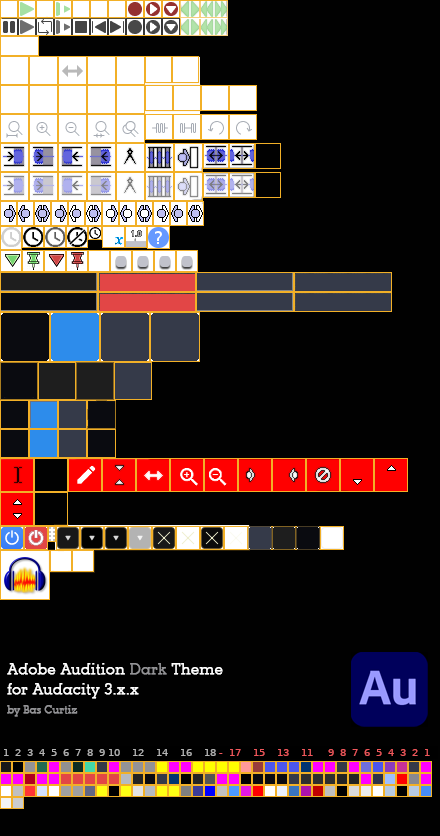 1.0
x
?
Adobe Audition Dark Theme
for Audacity 3.x.x
by Bas Curtiz
Au
1 2 3 4 5 6 7 8 9 10 12 14 16 18 - 17 15 13 11 9 8 7 6 5 4 3 2 1